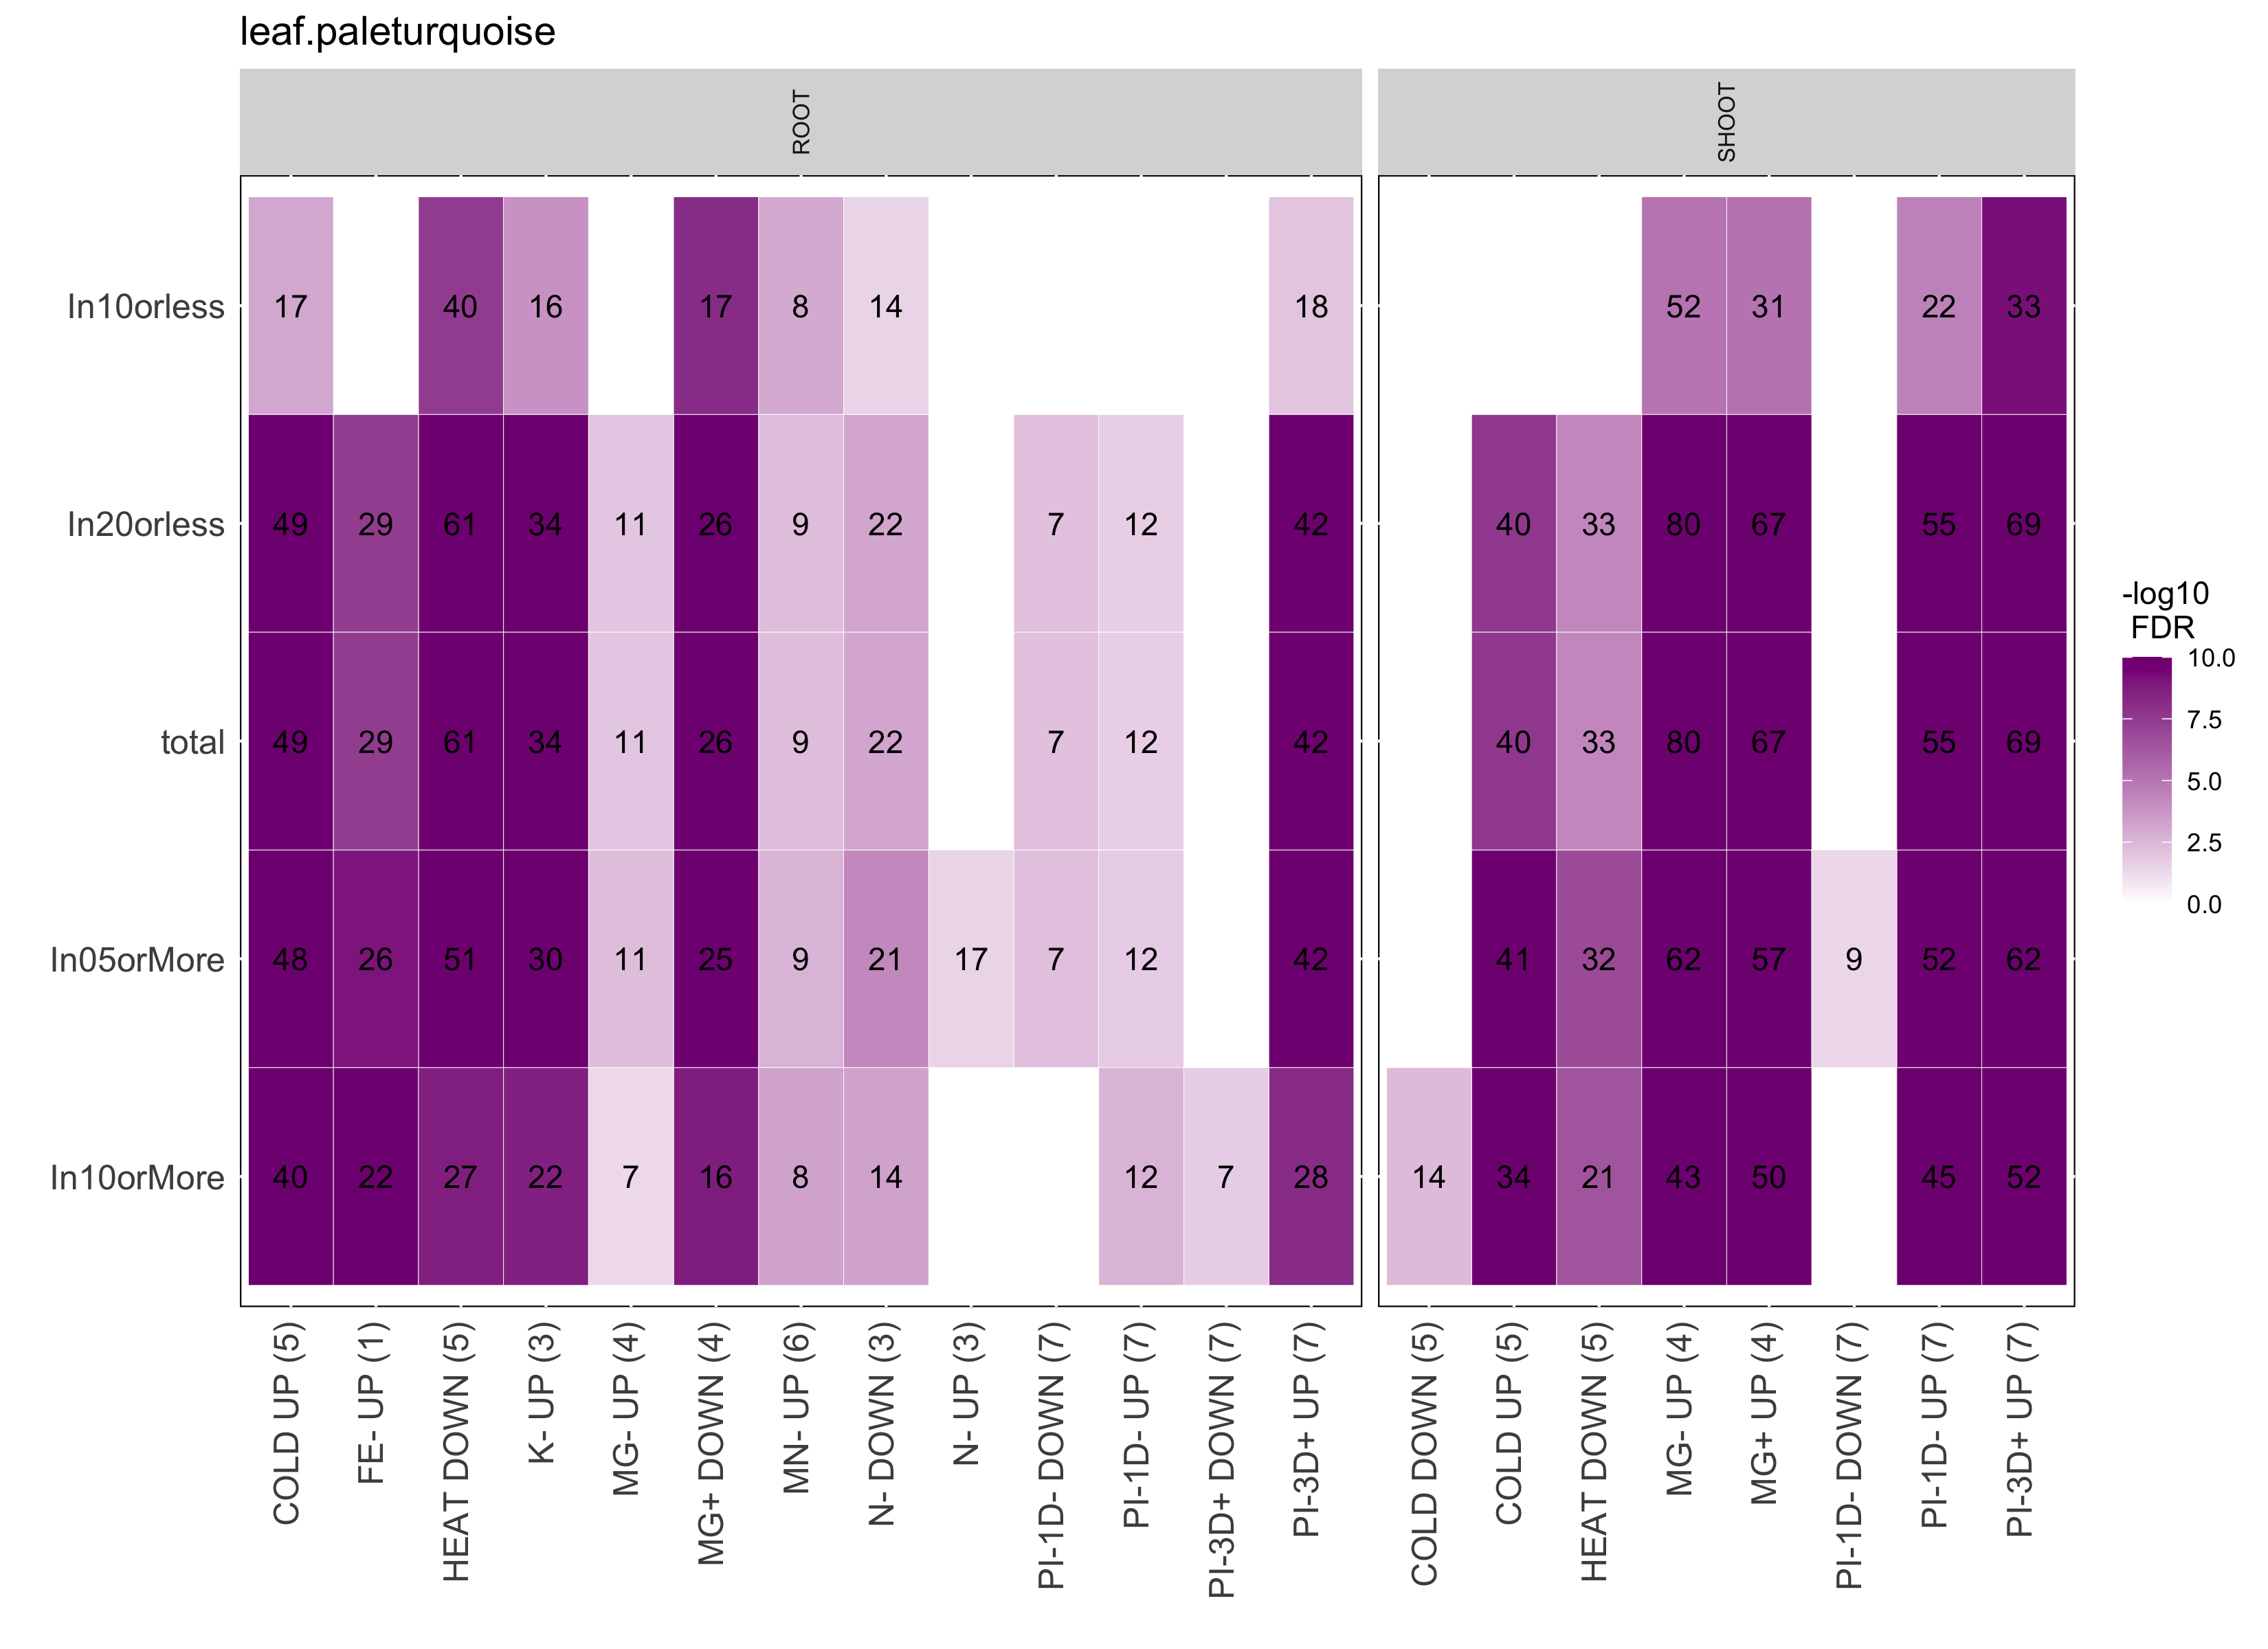 leaf.paleturquoise
ROOT
SHOOT
In10orless
17 40 16 17 8 14 18 52 31 22 33
In20orless
49 29 61 34 11 26 9 22 7 12 42 40 33 80 67 55 69
total
49 29 61 34 11 26 9 22 7 12 42 40 33 80 67 55 69
In05orMore
48 26 51 30 11 25 9 21 17 7 12 42 41 32 62 57 9 52 62
In10orMore
40 22 27 22 7 16 8 14 12 7 28 14 34 21 43 50 45 52
COLD UP (5)
FE- UP (1)
HEAT DOWN (5)
K- UP (3)
MG- UP (4)
MG+ DOWN (4)
MN- UP (6)
N- DOWN (3)
N- UP (3)
PI-1D- DOWN (7)
PI-1D- UP (7)
PI-3D+ DOWN (7)
PI-3D+ UP (7)
COLD DOWN (5)
COLD UP (5)
HEAT DOWN (5)
MG- UP (4)
MG+ UP (4)
PI-1D- DOWN (7)
PI-1D- UP (7)
PI-3D+ UP (7)
-log10
FDR
10.0
7.5
5.0
2.5
0.0